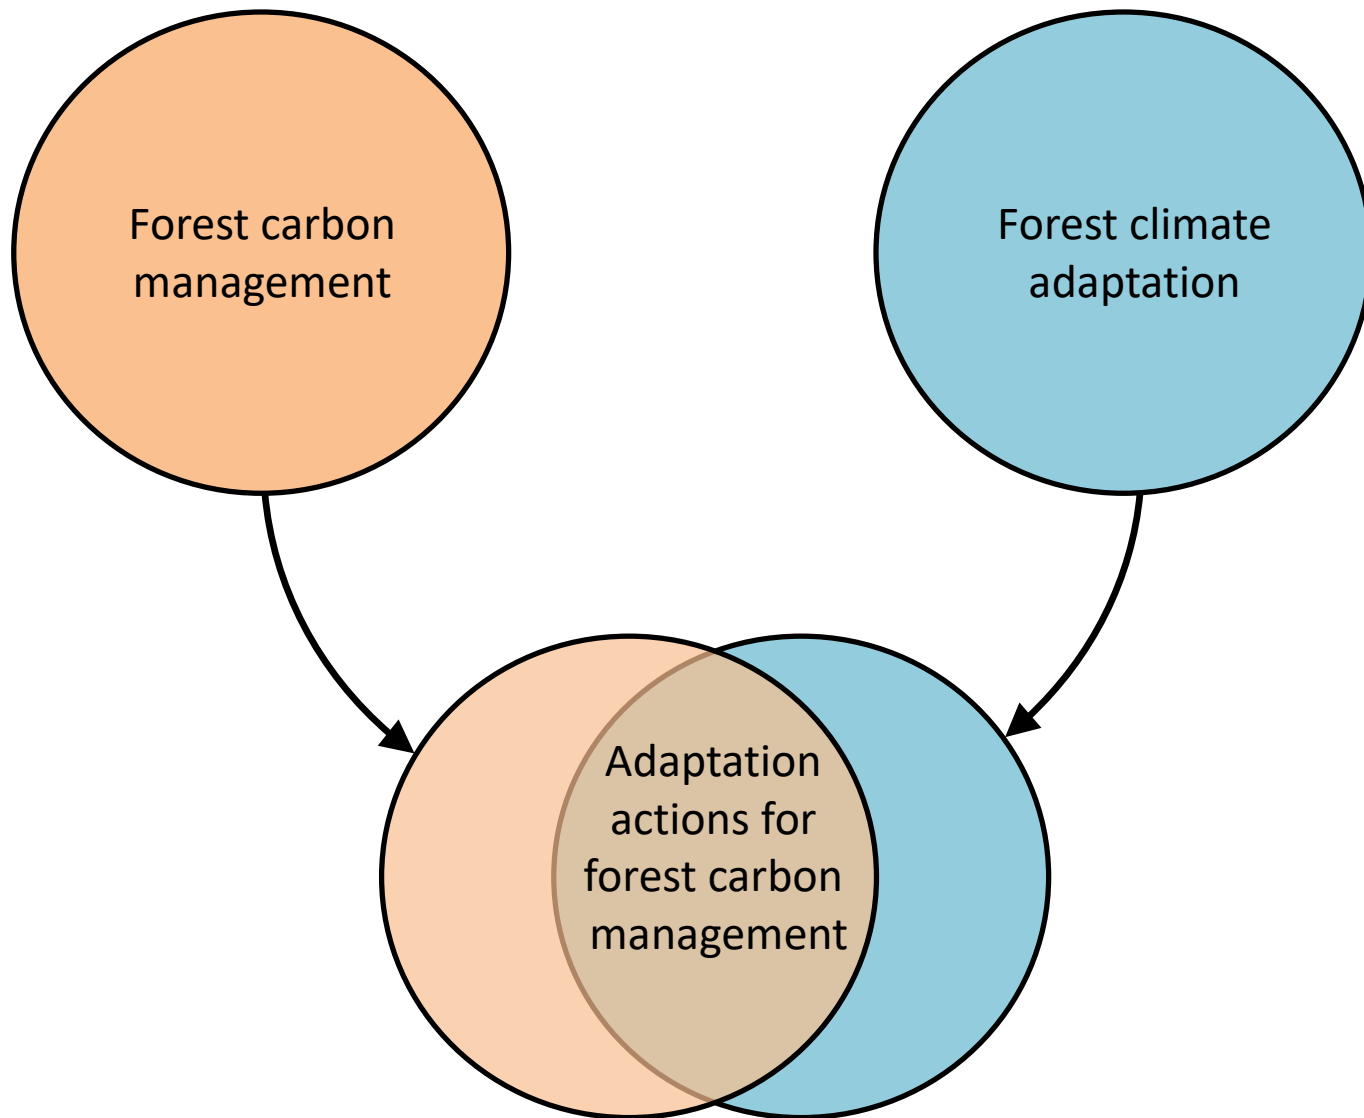 Forest carbon
management
Forest climate
adaptation
Adaptation
actions for
forest carbon
management